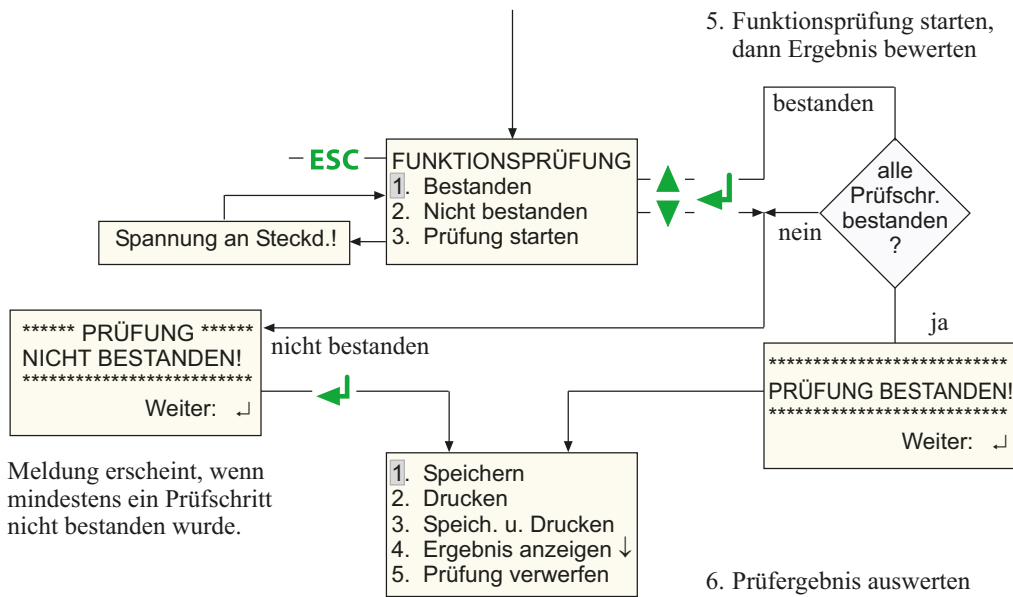 5. Funktionsprüfung starten,
dann Ergebnis bewerten
bestanden
ESC
FUNKTIONSPRÜFUNG
1. Bestanden
2. Nicht bestanden
3. Prüfung starten
alle
Prüfschr.
bestanden
?
nein
Spannung an Steckd.!
ja
****** PRÜFUNG ******
NICHT BESTANDEN!
**************************
Weiter: ↵
nicht bestanden
***************************
PRÜFUNG BESTANDEN!
***************************
Weiter: ↵
Meldung erscheint, wenn
mindestens ein Prüfschritt
nicht bestanden wurde.
1. Speichern
2. Drucken
3. Speich. u. Drucken
4. Ergebnis anzeigen ↓
5. Prüfung verwerfen
6. Prüfergebnis auswerten